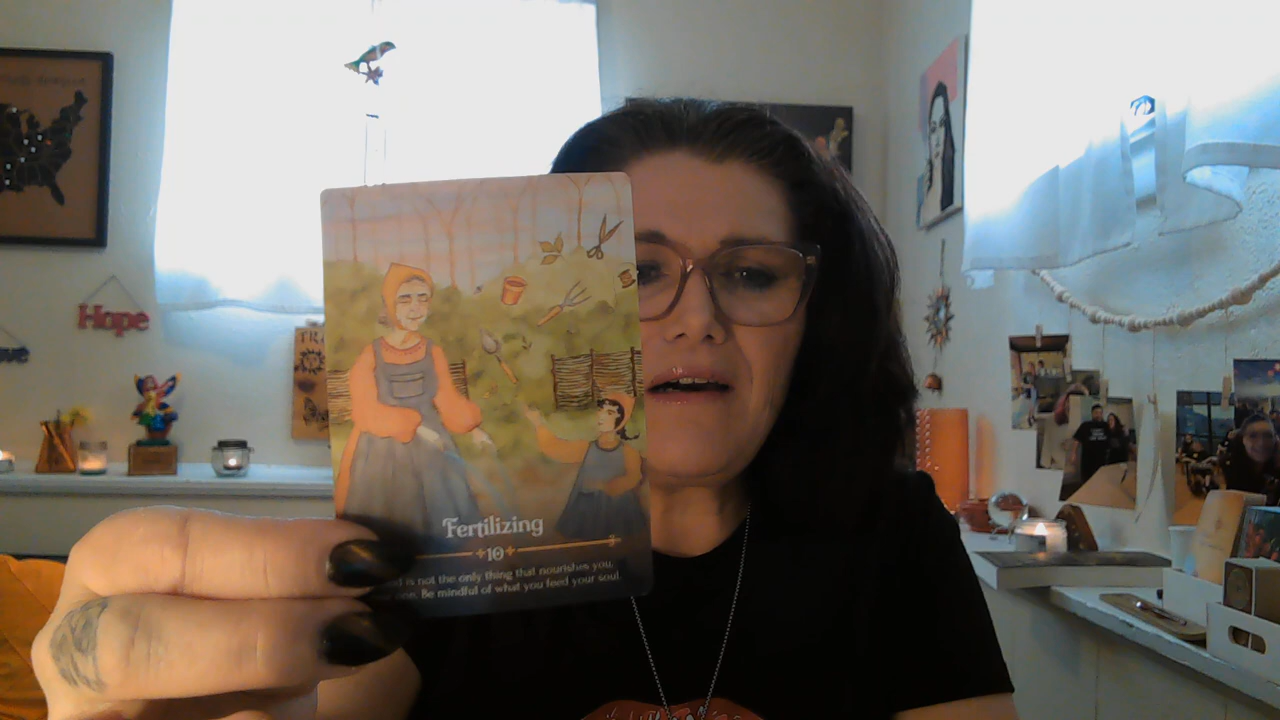 Hope
TR
Fertilizing
10
is not the only thing that nourishes you.
Be mindful of what you feed your soul.